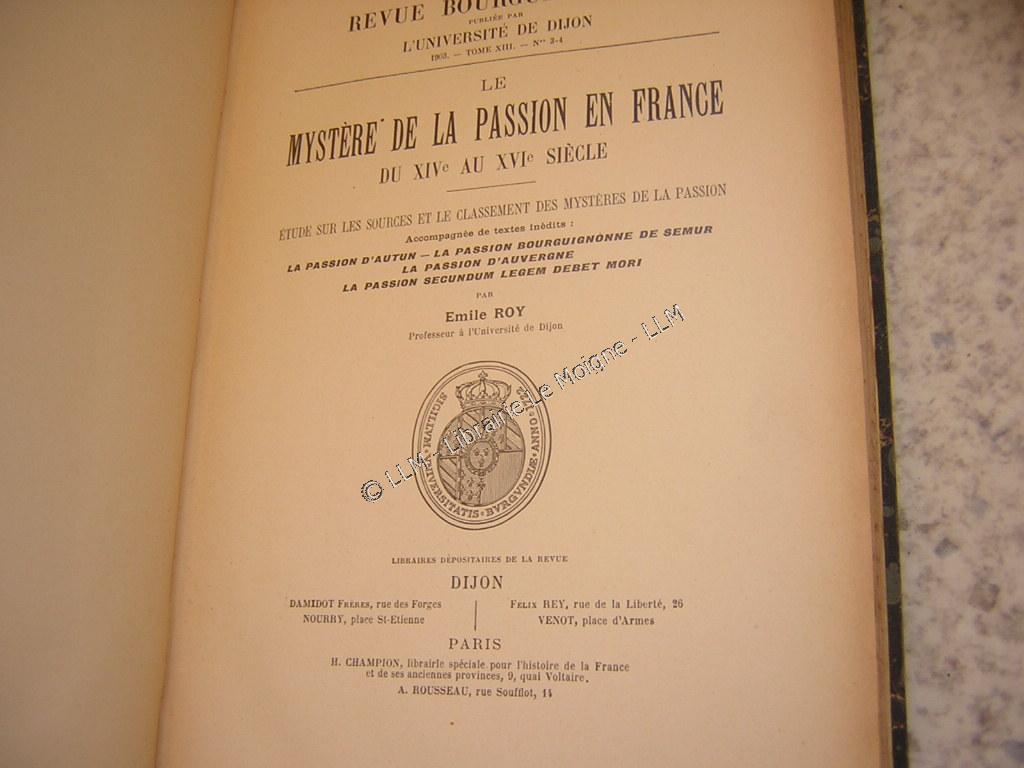 REVUE
PUBLIÉE PAR
L'UNIVERSITÉ DE DIJON
1903. — TOME XIII. — Nos 3-4
LE
MYSTÈRE DE LA PASSION EN FRANCE
DU XIVe AU XVIe SIÈCLE
ÉTUDE SUR LES SOURCES ET LE CLASSEMENT DES MYSTÈRES DE LA PASSION
Accompagnée de textes inédits :
LA PASSION D'AUTUN — LA PASSION BOURGUIGNONNE DE SEMUR
LA PASSION D'AUVERGNE
LA PASSION SECUNDUM LEGEM DEBET MORI
PAR
Emile ROY
Professeur à l'Université de Dijon
SIGILLVM VNIVERSITATIS BVRGVNDIÆ ANNO 1722
© LLM - Librairie Le Moigne - LLM
LIBRAIRES DÉPOSITAIRES DE LA REVUE
DIJON
DAMIDOT FRÈRES, rue des Forges
NOURRY, place St-Etienne
FELIX REY, rue de la Liberté, 26
VENOT, place d'Armes
PARIS
H. CHAMPION, librairie spéciale pour l'histoire de la France
et de ses anciennes provinces, 9, quai Voltaire.
A. ROUSSEAU, rue Soufflot, 14